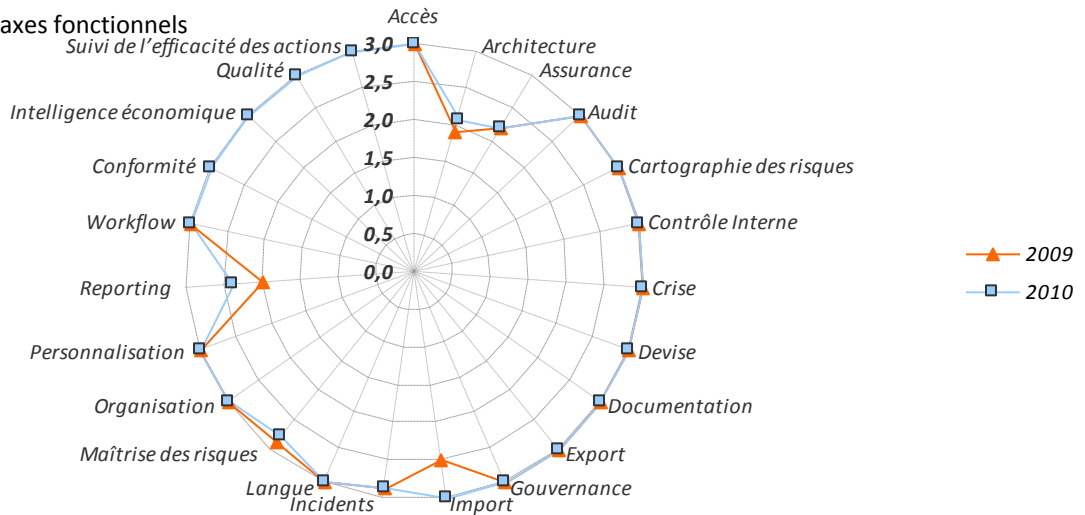 axes fonctionnels
Accès
Architecture
Assurance
Audit
Cartographie des risques
Contrôle Interne
Crise
Devise
Documentation
Export
Gouvernance
Import
Incidents
Langue
Maîtrise des risques
Organisation
Personnalisation
Reporting
Workflow
Conformité
Intelligence économique
Qualité
Suivi de l’efficacité des actions
3,0
2,5
2,0
1,5
1,0
0,5
0,0
2009
2010